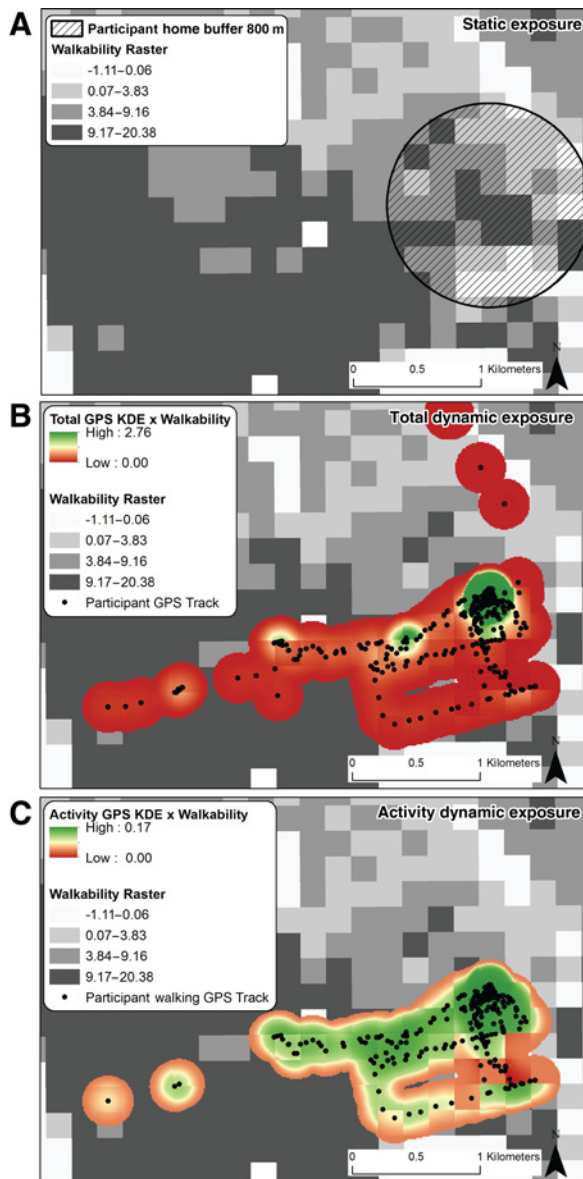 A
Participant home buffer 800 m
Walkability Raster
-1.11–0.06
0.07–3.83
3.84–9.16
9.17–20.38
Static exposure
N
0 0.5 1 Kilometers
B
Total GPS KDE x Walkability
High : 2.76
Low : 0.00
Walkability Raster
-1.11–0.06
0.07–3.83
3.84–9.16
9.17–20.38
Participant GPS Track
Total dynamic exposure
N
0 0.5 1 Kilometers
C
Activity GPS KDE x Walkability
High : 0.17
Low : 0.00
Walkability Raster
-1.11–0.06
0.07–3.83
3.84–9.16
9.17–20.38
Participant walking GPS Track
Activity dynamic exposure
N
0 0.5 1 Kilometers